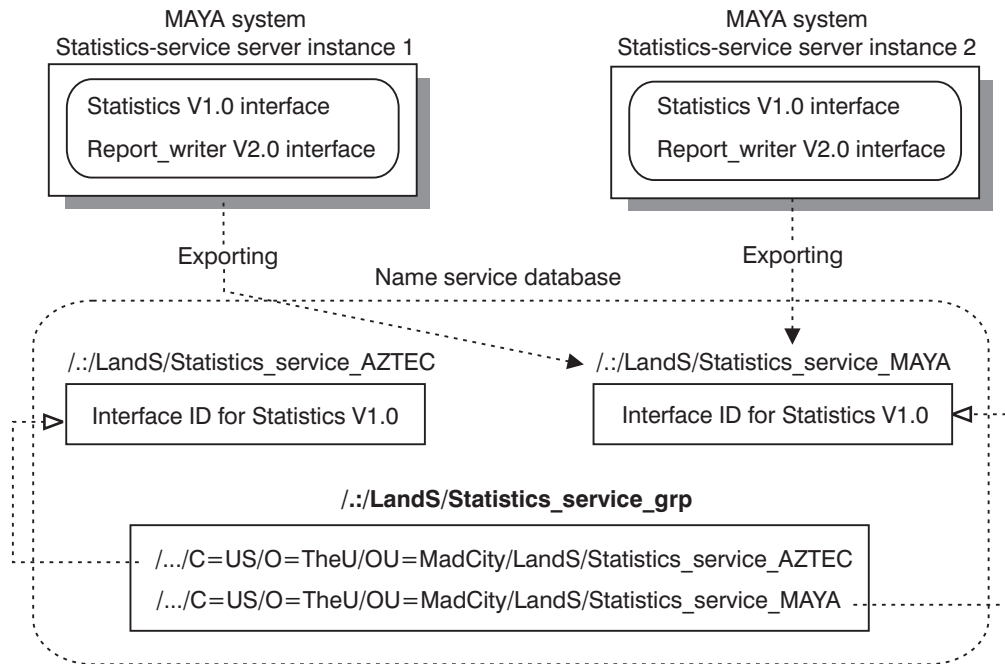 MAYA system
Statistics-service server instance 1
Statistics V1.0 interface
Report_writer V2.0 interface
MAYA system
Statistics-service server instance 2
Statistics V1.0 interface
Report_writer V2.0 interface
Exporting
Exporting
Name service database
/.:/LandS/Statistics_service_AZTEC
Interface ID for Statistics V1.0
/.:/LandS/Statistics_service_MAYA
Interface ID for Statistics V1.0
/.:/LandS/Statistics_service_grp
/.../C=US/O=TheU/OU=MadCity/LandS/Statistics_service_AZTEC
/.../C=US/O=TheU/OU=MadCity/LandS/Statistics_service_MAYA